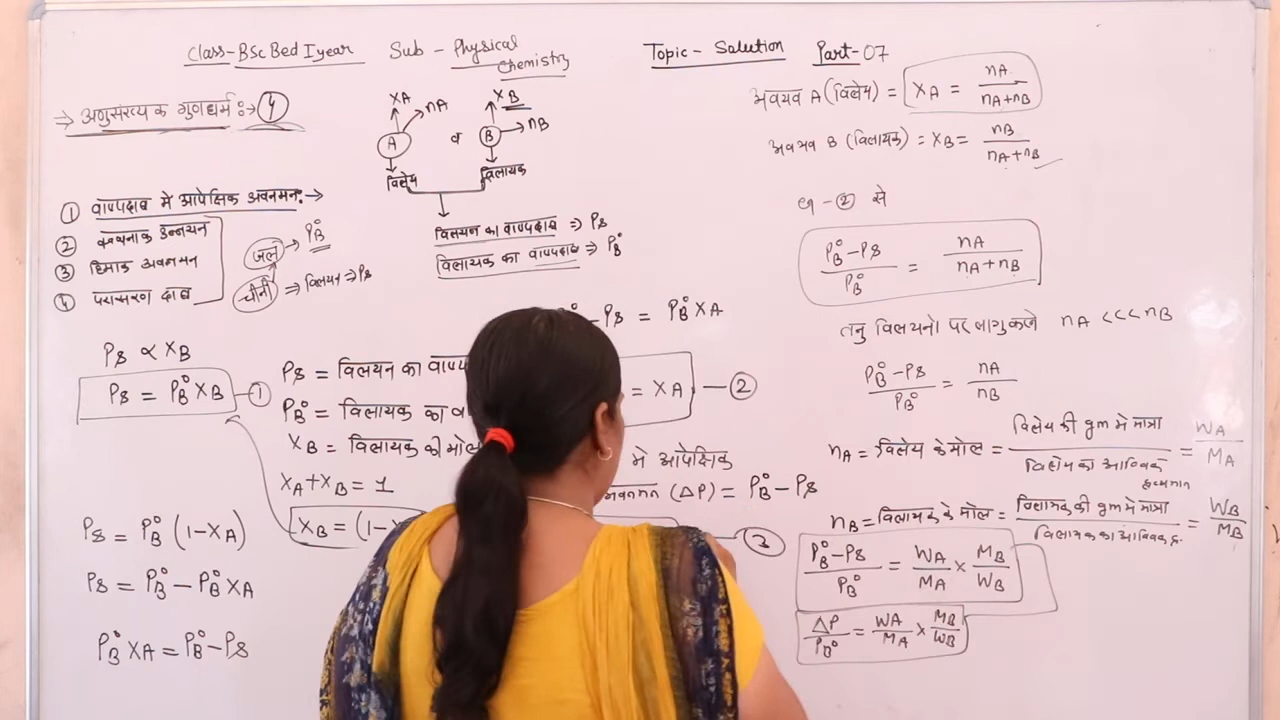 Class-BSc Bed I year Sub - Physical Chemistry Topic - Solution Part-07
⇒ अणुसंख्यक गुणधर्म :→ (4)
① वाष्पदाब मे आपेक्षिक अवनमन:→
② क्वथनांक उन्नयन
③ हिमांक अवनमन
④ परासरण दाब
जल → P°B
चीनी ⇒ विलयन ⇒ Ps
XA nA XB nB
A व B
विलेय विलायक
विलयन का वाष्पदाब ⇒ Ps
विलायक का वाष्पदाब ⇒ P°B
Ps ∝ XB
Ps = P°B XB —①
Ps = विलयन का
P°B = विलायक का
XB = विलायक की
XA + XB = 1
XB = (1-
Ps = P°B (1-XA)
Ps = P°B - P°B XA
P°B XA = P°B - Ps
- Ps = P°B XA
= XA —②
मे आपेक्षिक
अवनमन (ΔP) = P°B - Ps
—③
अवयव A (विलेय) = XA = nA / nA+nB
अवयव B (विलायक) = XB = nB / nA+nB
② से
P°B - Ps / P°B = nA / nA+nB
तनु विलयनो पर लागु करने nA <<< nB
P°B - Ps / P°B = nA / nB
nA = विलेय के मोल = विलेय की gm मे मात्रा / विलेय का आण्विक द्रव्यमान = WA / MA
nB = विलायक के मोल = विलायक की gm मे मात्रा / विलायक का आण्विक द्र. = WB / MB
P°B - Ps / P°B = WA / MA × MB / WB
ΔP / PB° = WA / MA × MB / WB